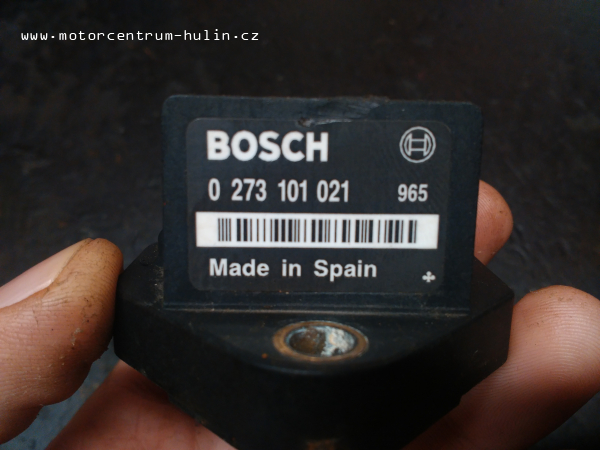 www.motorcentrum-hulin.cz
BOSCH
0 273 101 021 965
Made in Spain